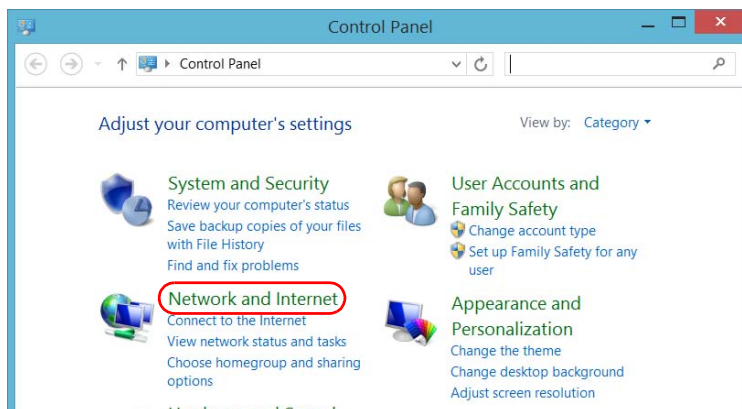 Control Panel
Control Panel
Adjust your computer's settings
View by: Category
System and Security
Review your computer's status
Save backup copies of your files
with File History
Find and fix problems
Network and Internet
Connect to the Internet
View network status and tasks
Choose homegroup and sharing
options
User Accounts and
Family Safety
Change account type
Set up Family Safety for any
user
Appearance and
Personalization
Change the theme
Change desktop background
Adjust screen resolution